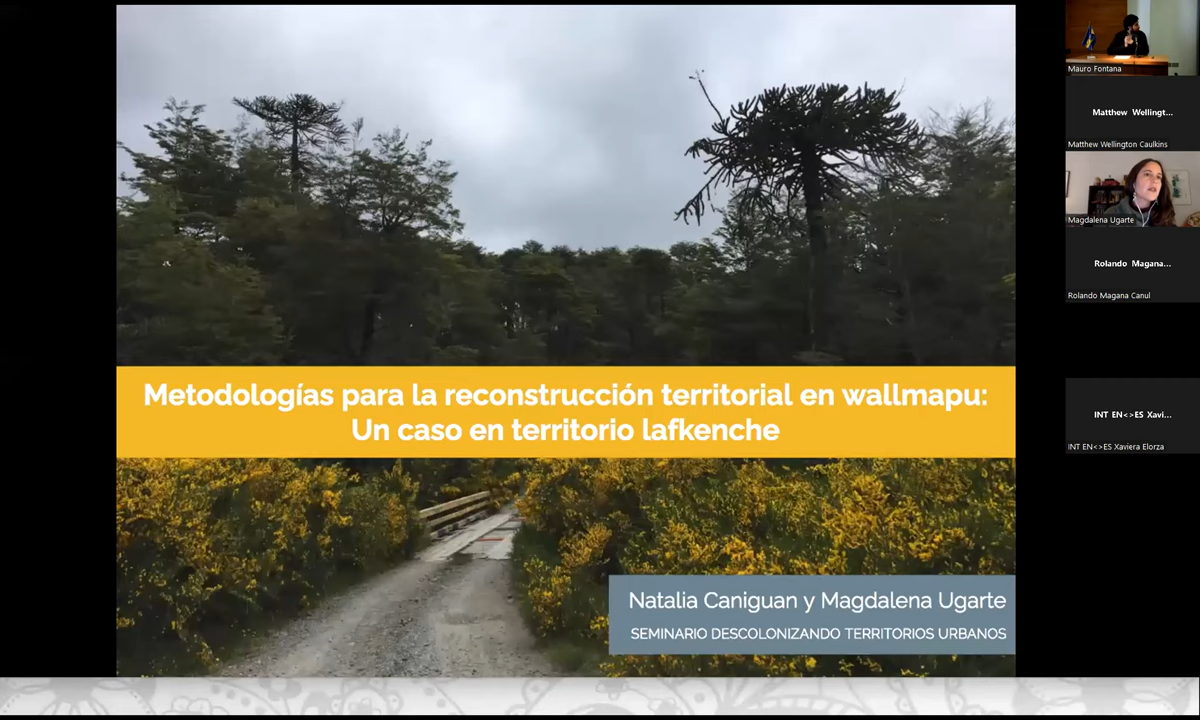 Metodologías para la reconstrucción territorial en wallmapu:
Un caso en territorio lafkenche
Natalia Caniguan y Magdalena Ugarte
SEMINARIO DESCOLONIZANDO TERRITORIOS URBANOS
Mauro Fontana
Matthew Wellingt...
Matthew Wellington Caulkins
Magdalena Ugarte
Rolando Magana...
Rolando Magana Canul
INT EN<>ES Xavi...
INT EN<>ES Xaviera Elorza